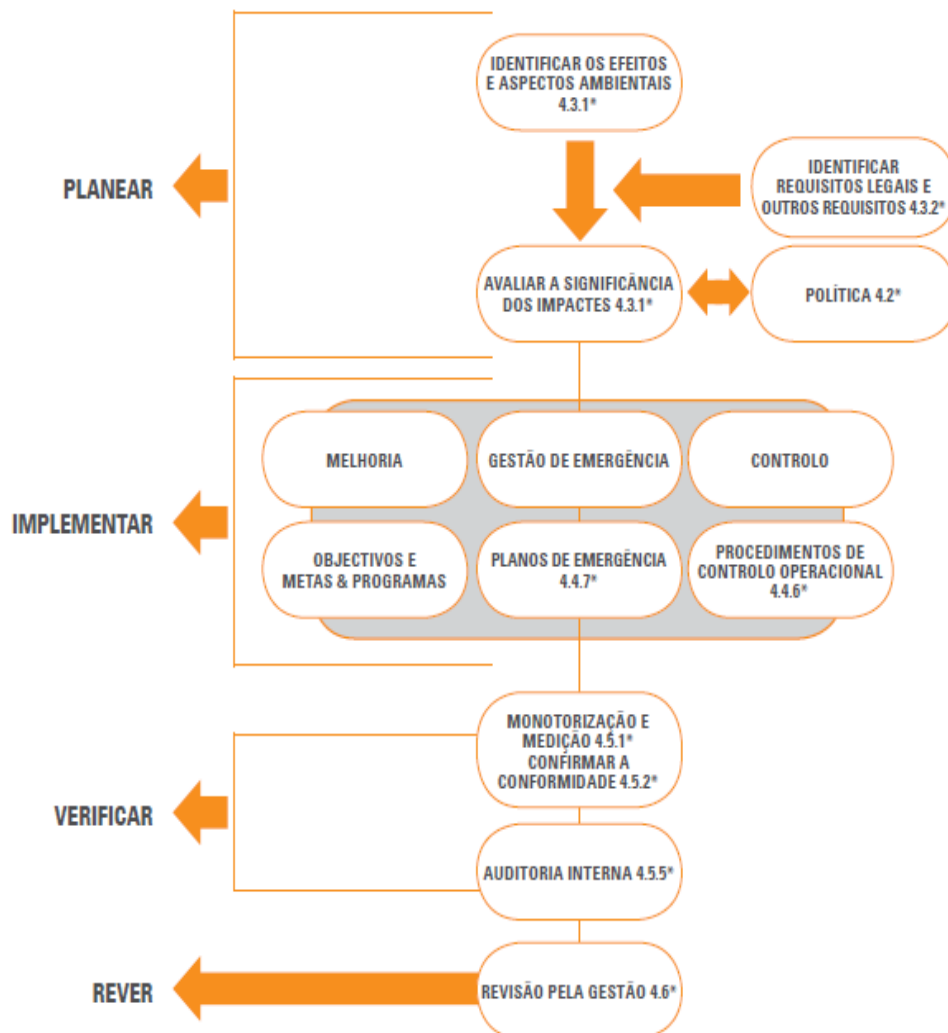 IDENTIFICAR OS EFEITOS
E ASPECTOS AMBIENTAIS
4.3.1*
PLANEAR
IDENTIFICAR
REQUISITOS LEGAIS E
OUTROS REQUISITOS 4.3.2*
AVALIAR A SIGNIFICÂNCIA
DOS IMPACTES 4.3.1*
POLÍTICA 4.2*
MELHORIA
GESTÃO DE EMERGÊNCIA
CONTROLO
IMPLEMENTAR
OBJECTIVOS E
METAS & PROGRAMAS
PLANOS DE EMERGÊNCIA
4.4.7*
PROCEDIMENTOS DE
CONTROLO OPERACIONAL
4.4.6*
MONOTORIZAÇÃO E
MEDIÇÃO 4.5.1*
CONFIRMAR A
CONFORMIDADE 4.5.2*
VERIFICAR
AUDITORIA INTERNA 4.5.5*
REVER
REVISÃO PELA GESTÃO 4.6*